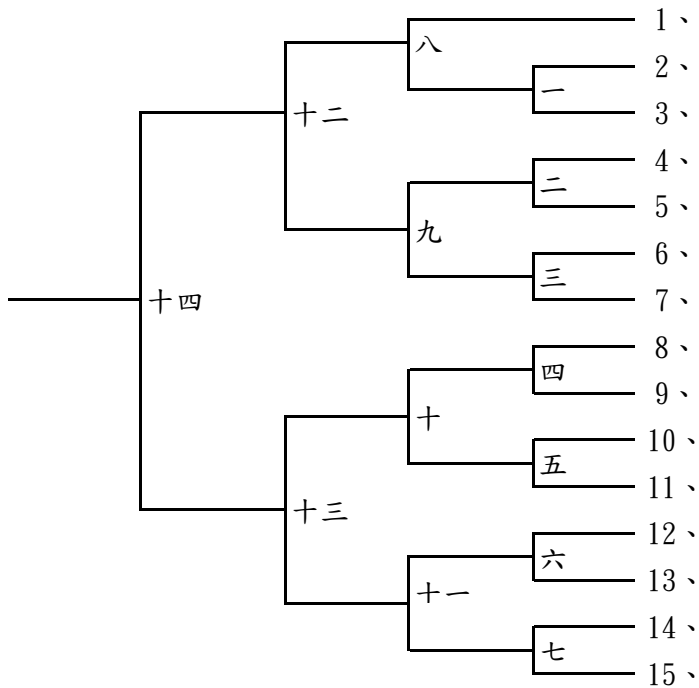 1、
八
2、
一
3、
十二
4、
二
5、
九
6、
三
7、
十四
8、
四
9、
十
10、
五
11、
十三
12、
六
13、
十一
14、
七
15、